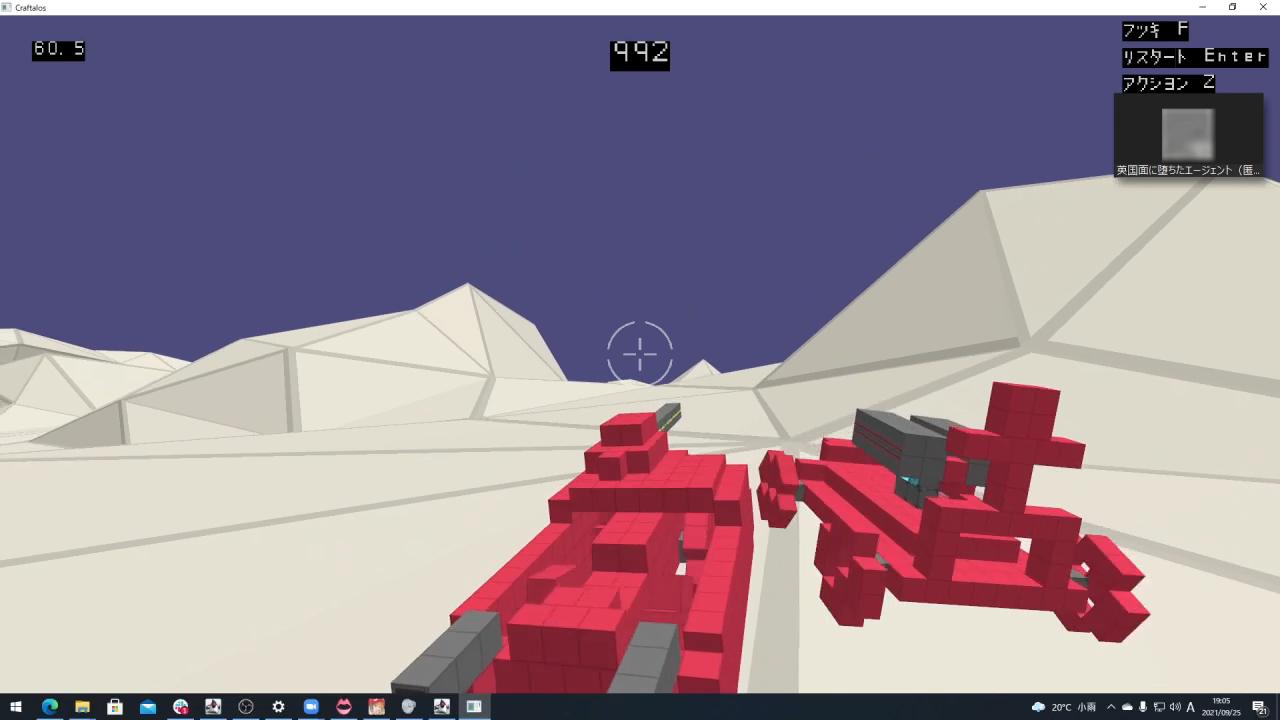 Craftalos
60.5
992
フッキ F
リスタート Enter
アクション Z
英国面に堕ちたエージェント（匿...
20°C 小雨
A
19:05
2021/09/25
21